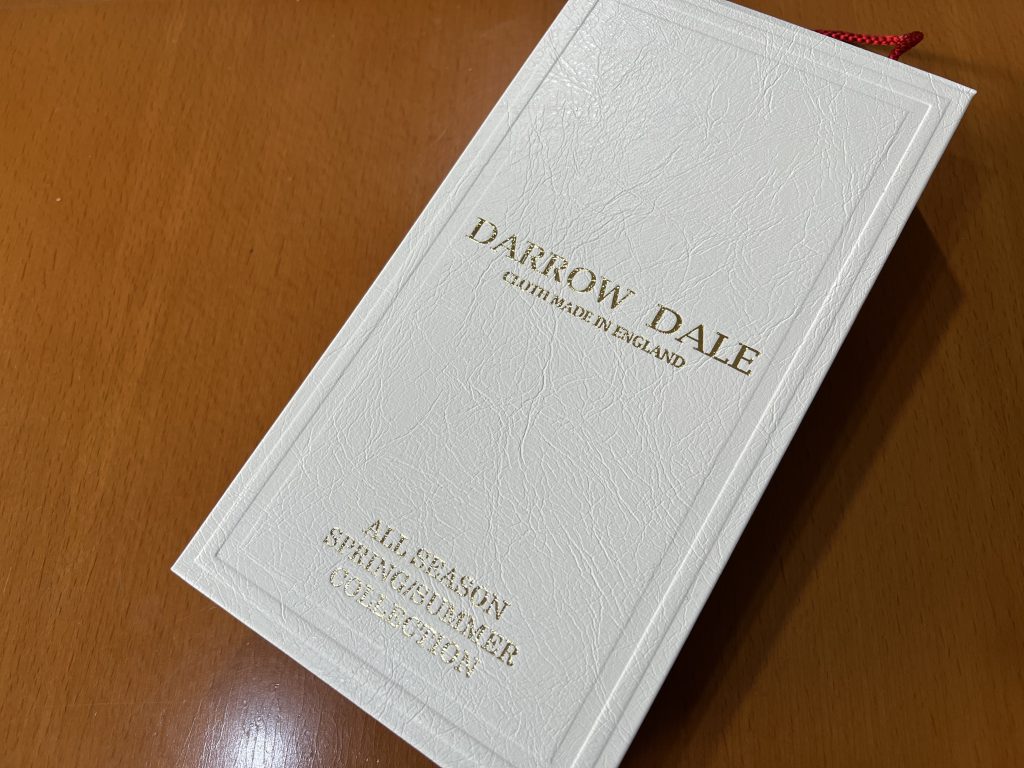 DARROW DALE
CLOTH MADE IN ENGLAND
ALL SEASON
SPRING/SUMMER
COLLECTION